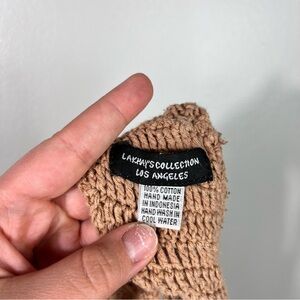 LAKHAY'S COLLECTION
LOS ANGELES
100% COTTON
HAND MADE
IN INDONESIA
HAND WASH IN
COOL WATER